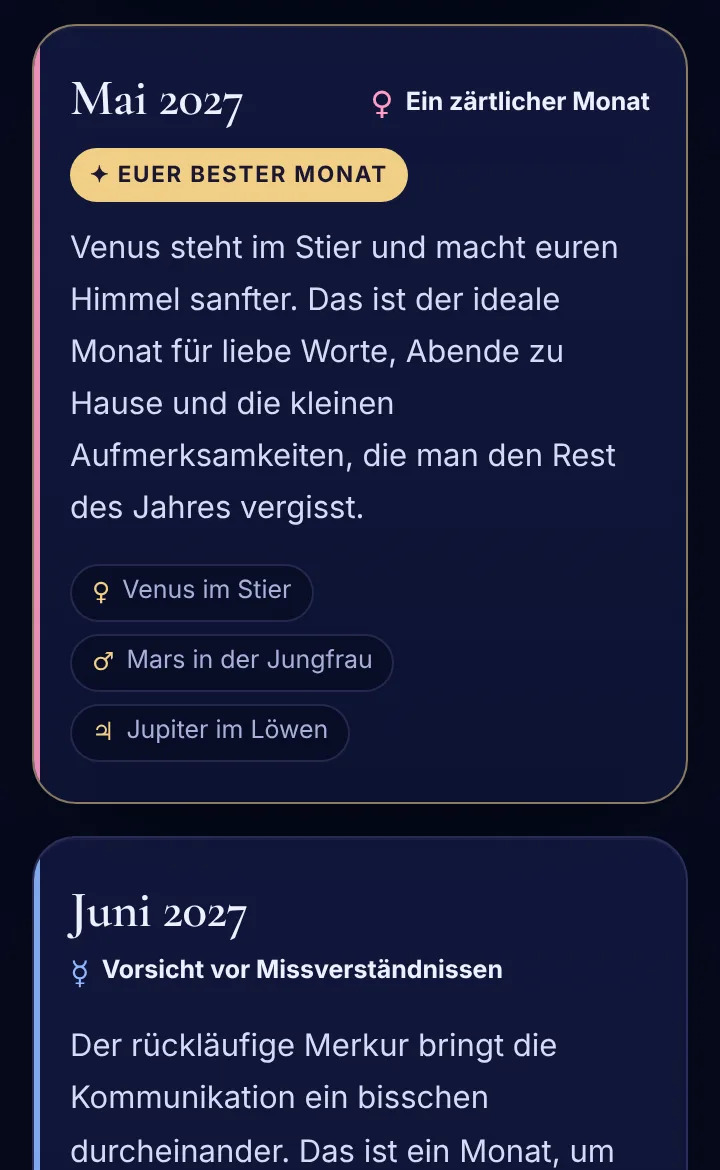 Mai 2027
♀ Ein zärtlicher Monat
✦ EUER BESTER MONAT
Venus steht im Stier und macht euren
Himmel sanfter. Das ist der ideale
Monat für liebe Worte, Abende zu
Hause und die kleinen
Aufmerksamkeiten, die man den Rest
des Jahres vergisst.
♀ Venus im Stier
♂ Mars in der Jungfrau
♃ Jupiter im Löwen
Juni 2027
☿ Vorsicht vor Missverständnissen
Der rückläufige Merkur bringt die
Kommunikation ein bisschen
durcheinander. Das ist ein Monat, um